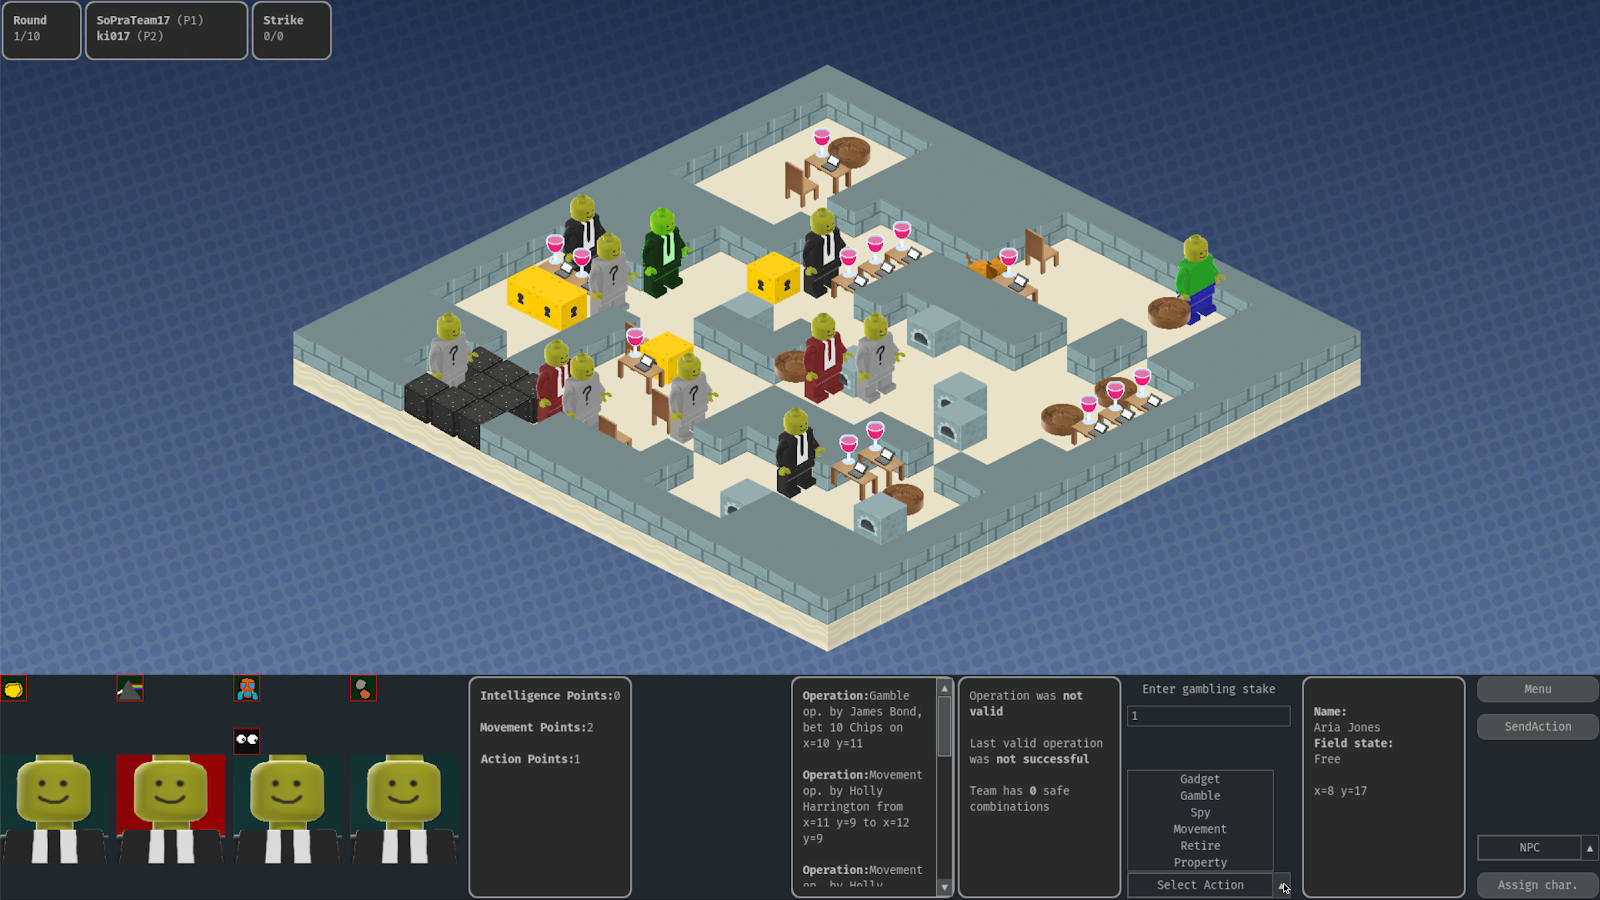 Round
1/10
SoPraTeam17 (P1)
ki017 (P2)
Strike
0/0
?
?
?
?
?
Intelligence Points:0
Movement Points:2
Action Points:1
Operation:Gamble
op. by James Bond,
bet 10 Chips on
x=10 y=11
Operation:Movement
op. by Holly
Harrington from
x=11 y=9 to x=12
y=9
Operation:Movement
op. by Holly
Operation was not
valid
Last valid operation
was not successful
Team has 0 safe
combinations
Enter gambling stake
1
Gadget
Gamble
Spy
Movement
Retire
Property
Select Action
Name:
Aria Jones
Field state:
Free
x=8 y=17
Menu
SendAction
NPC
Assign char.